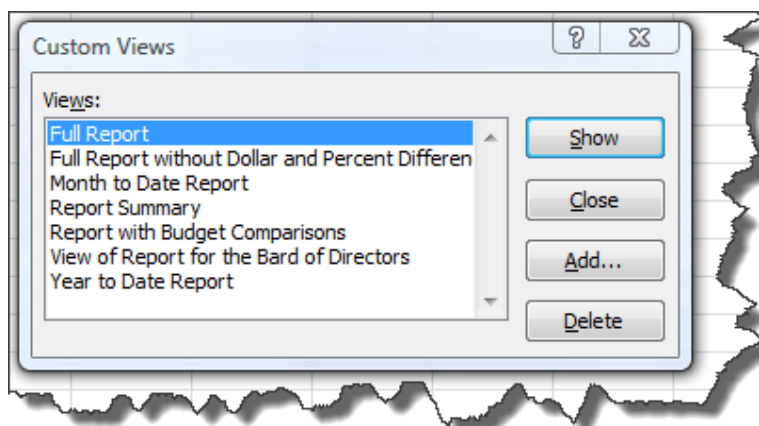 Custom Views
Views:
Full Report
Full Report without Dollar and Percent Differen
Month to Date Report
Report Summary
Report with Budget Comparisons
View of Report for the Bard of Directors
Year to Date Report
Show
Close
Add...
Delete